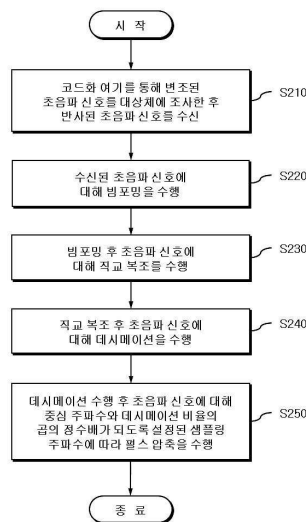 시 작
코드화 여기를 통해 변조된
초음파 신호를 대상체에 조사한 후
반사된 초음파 신호를 수신
S210
수신된 초음파 신호에
대해 빔포밍을 수행
S220
빔포밍 후 초음파 신호에
대해 직교 복조를 수행
S230
직교 복조 후 초음파 신호에
대해 데시메이션을 수행
S240
데시메이션 수행 후 초음파 신호에 대해
중심 주파수와 데시메이션 비율의
곱의 정수배가 되도록 설정된 샘플링
주파수에 따라 펄스 압축을 수행
S250
종 료